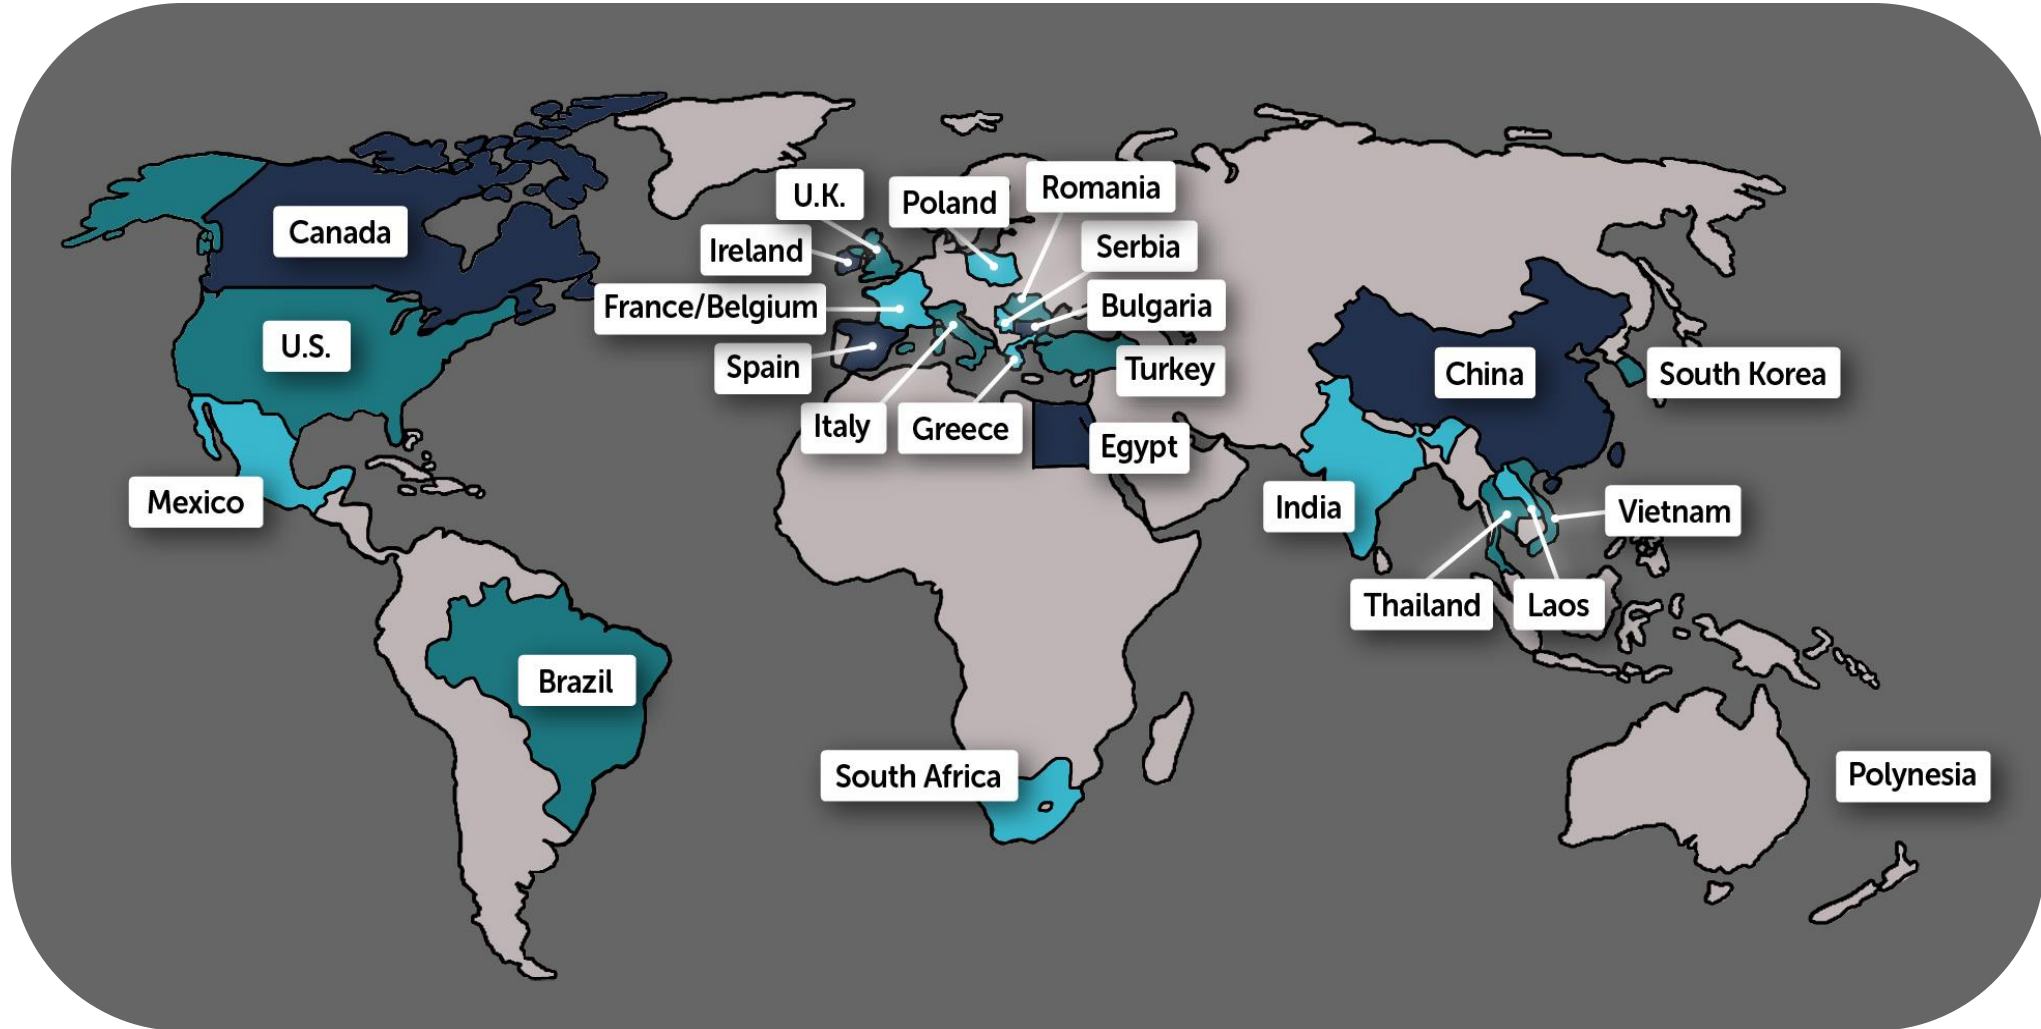 Canada
U.S.
Mexico
Brazil
U.K.
Poland
Romania
Ireland
Serbia
France/Belgium
Bulgaria
Spain
Turkey
Italy
Greece
Egypt
South Africa
China
South Korea
India
Vietnam
Thailand
Laos
Polynesia